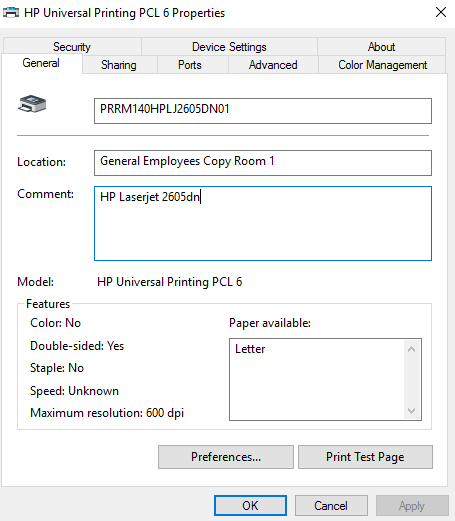 HP Universal Printing PCL 6 Properties
Security Device Settings About
General Sharing Ports Advanced Color Management
PRRM140HPLJ2605DN01
Location: General Employees Copy Room 1
Comment: HP Laserjet 2605dn
Model: HP Universal Printing PCL 6
Features
Color: No Paper available:
Double-sided: Yes Letter
Staple: No
Speed: Unknown
Maximum resolution: 600 dpi
Preferences... Print Test Page
OK Cancel Apply